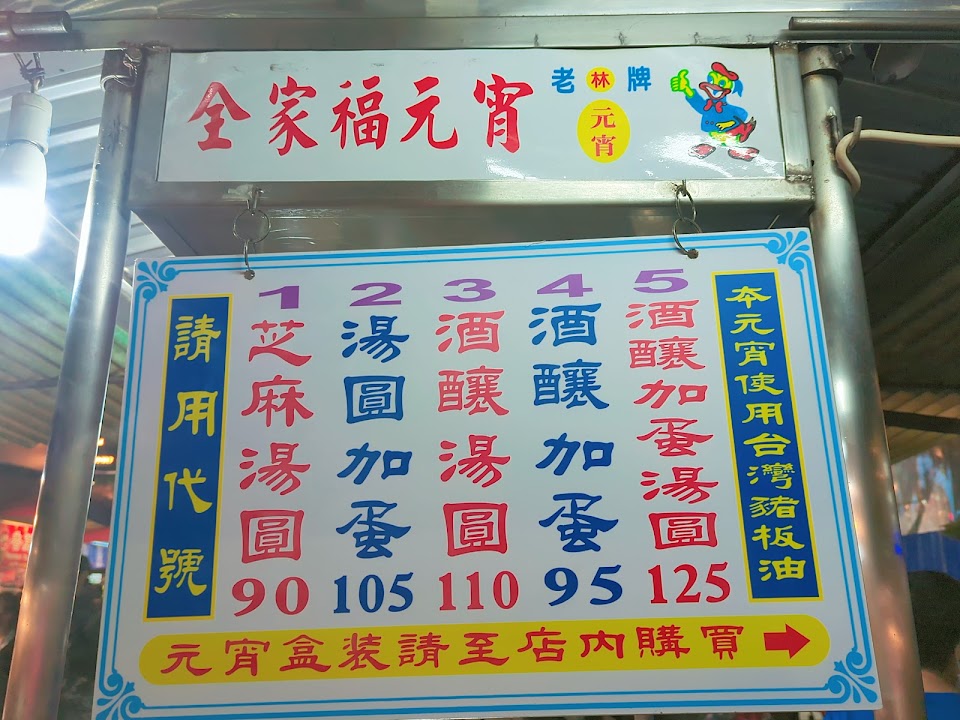 全家福元宵
老林牌
元宵
請用代號
1
芝麻湯圓
90
2
湯圓加蛋
105
3
酒釀湯圓
110
4
酒釀加蛋
95
5
酒釀加蛋湯圓
125
本元宵使用台灣豬板油
元宵盒裝請至店內購買